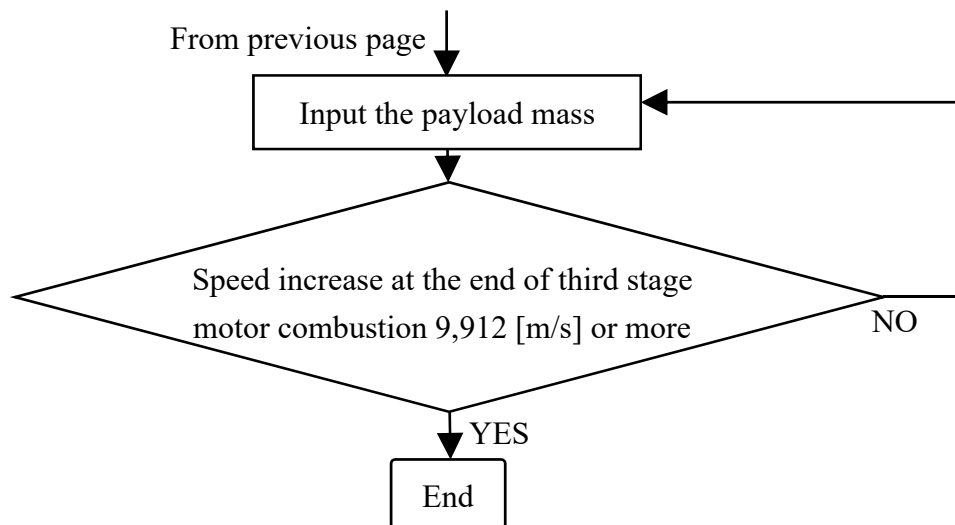 From previous page
Input the payload mass
Speed increase at the end of third stage
motor combustion 9,912 [m/s] or more
NO
YES
End